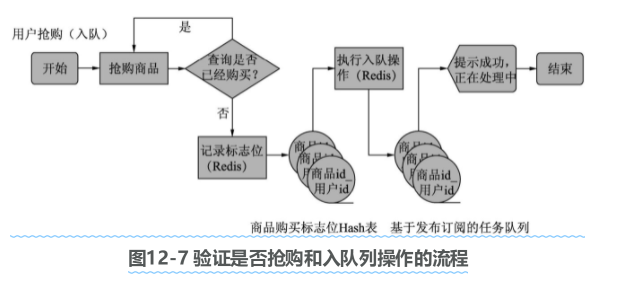 用户抢购（入队）
是
开始
抢购商品
查询是否
已经购买？
执行入队操
作（Redis）
提示成功，
正在处理中
结束
否
记录标志位
（Redis）
商品id_
用户id
商品id_
用户id
商品购买标志位Hash表
基于发布订阅的任务队列
图12-7 验证是否抢购和入队列操作的流程